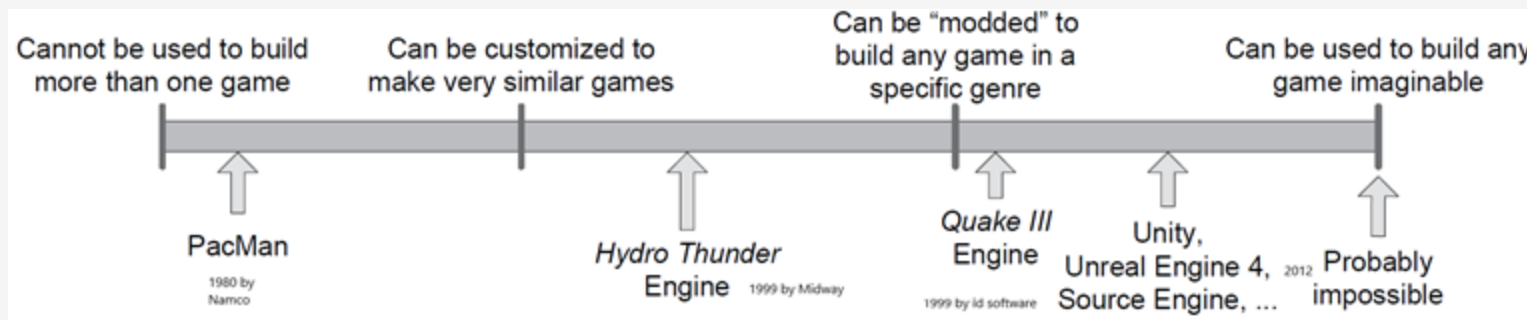 Cannot be used to build
more than one game
Can be customized to
make very similar games
Can be “modded” to
build any game in a
specific genre
Can be used to build any
game imaginable
PacMan
1980 by
Namco
Hydro Thunder
Engine
1999 by Midway
Quake III
Engine
1999 by id software
Unity,
Unreal Engine 4,
Source Engine, ...
2012
Probably
impossible